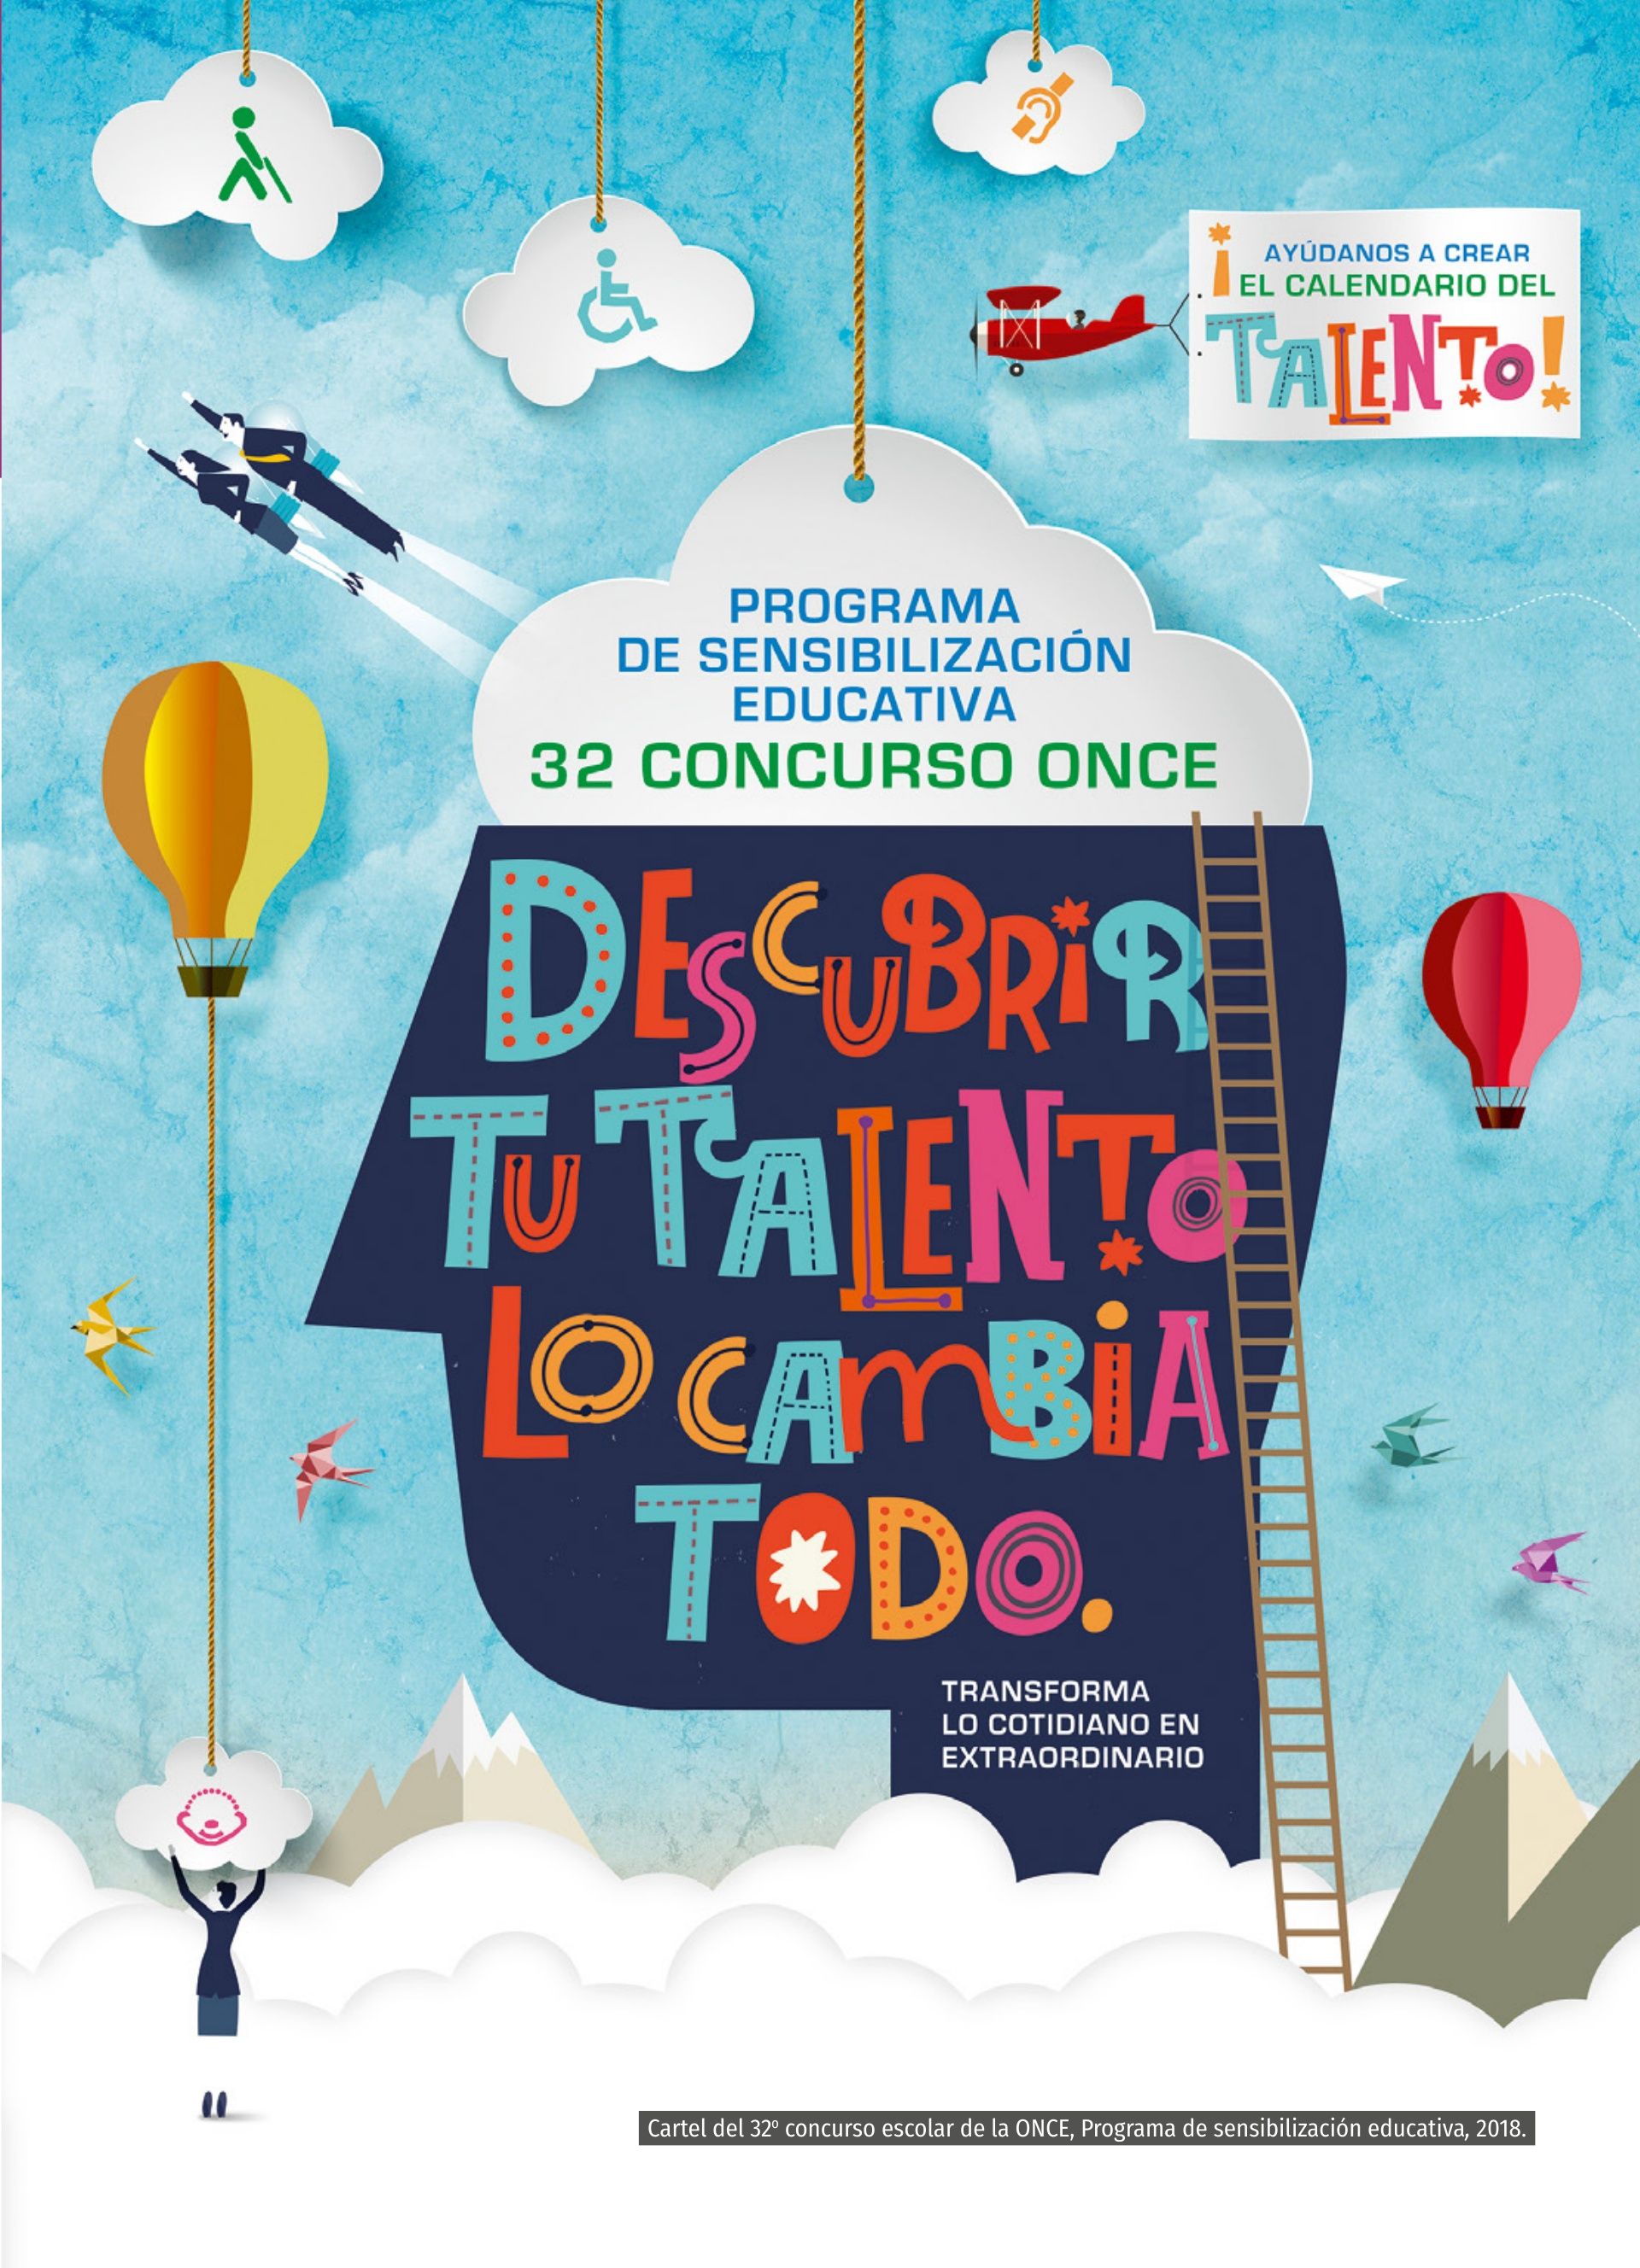 ¡AYÚDANOS A CREAR
EL CALENDARIO DEL
TALENTO!
PROGRAMA
DE SENSIBILIZACIÓN
EDUCATIVA
32 CONCURSO ONCE
DESCUBRIR
TU TALENTO
LO CAMBIA
TODO.
TRANSFORMA
LO COTIDIANO EN
EXTRAORDINARIO
Cartel del 32º concurso escolar de la ONCE, Programa de sensibilización educativa, 2018.